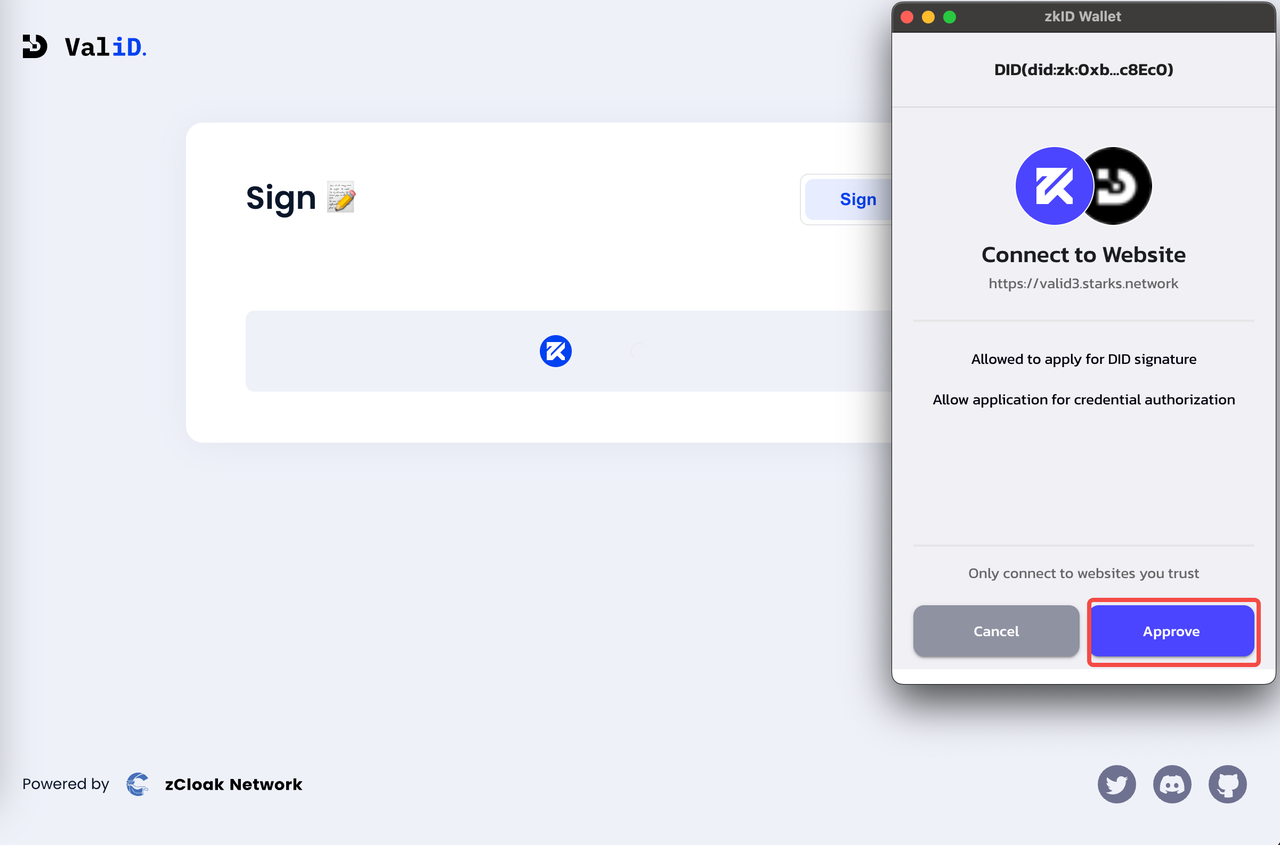 ValiD.
Sign
Sign
Powered by zCloak Network
zkID Wallet
DID(did:zk:0xb...c8Ec0)
Connect to Website
https://valid3.starks.network
Allowed to apply for DID signature
Allow application for credential authorization
Only connect to websites you trust
Cancel
Approve